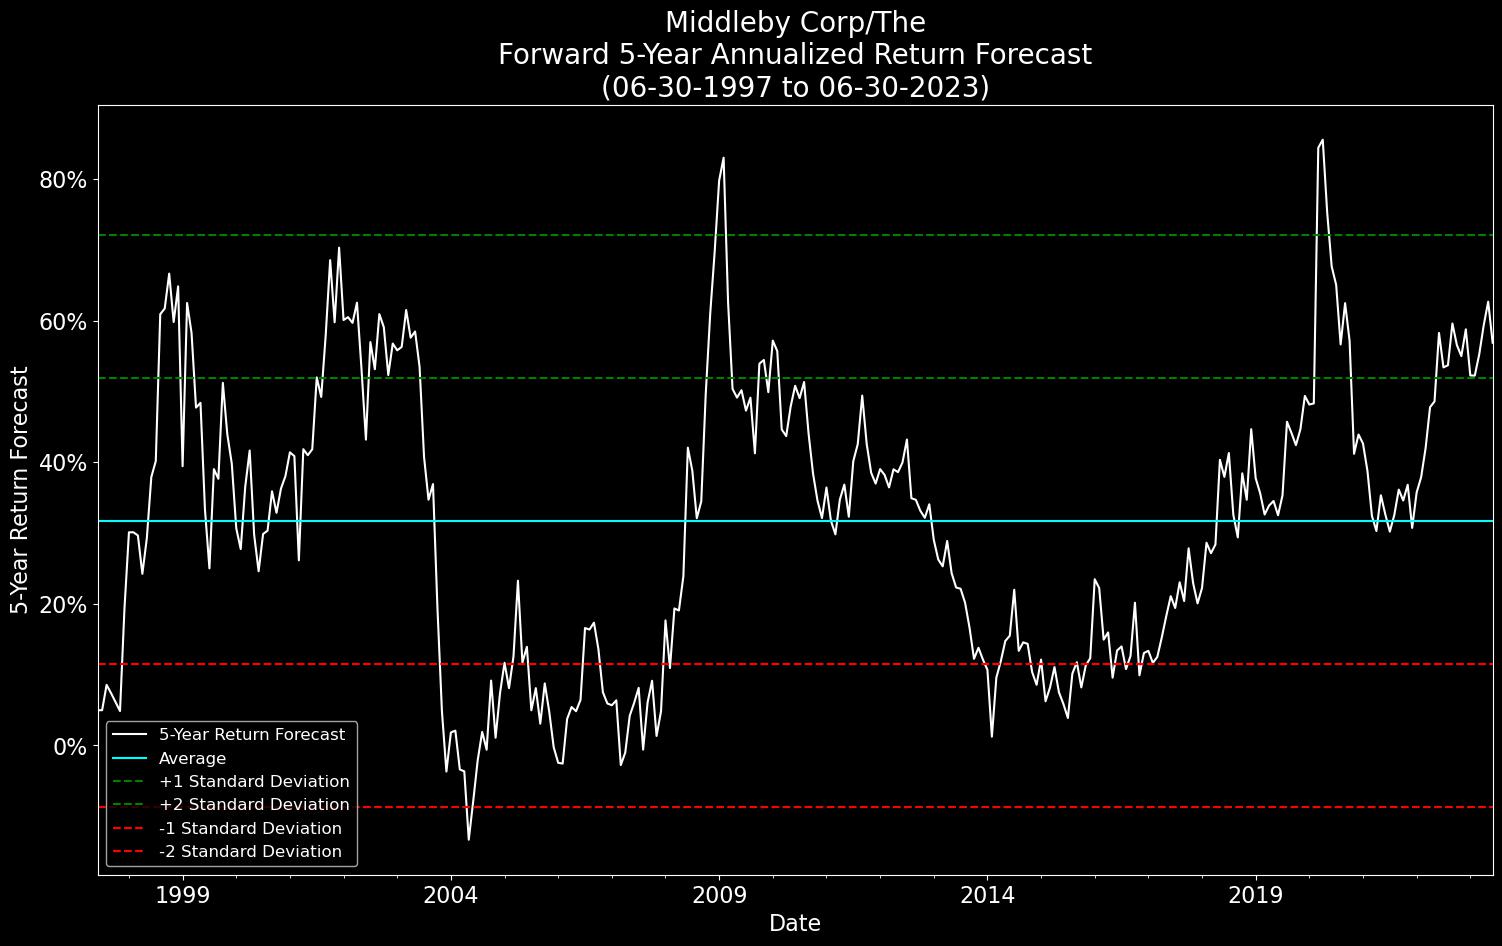 Middleby Corp/The
Forward 5-Year Annualized Return Forecast
(06-30-1997 to 06-30-2023)
5-Year Return Forecast
80%
60%
40%
20%
0%
5-Year Return Forecast
Average
+1 Standard Deviation
+2 Standard Deviation
-1 Standard Deviation
-2 Standard Deviation
1999 2004 2009 2014 2019
Date